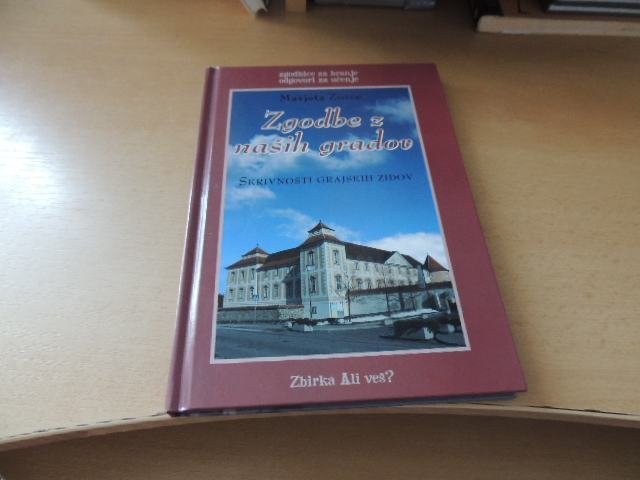 zgodbice za branje
odgovori za učenje
Marjeta Zorec
Zgodbe z
naših gradov
SKRIVNOSTI GRAJSKIH ZIDOV
Zbirka Ali veš?